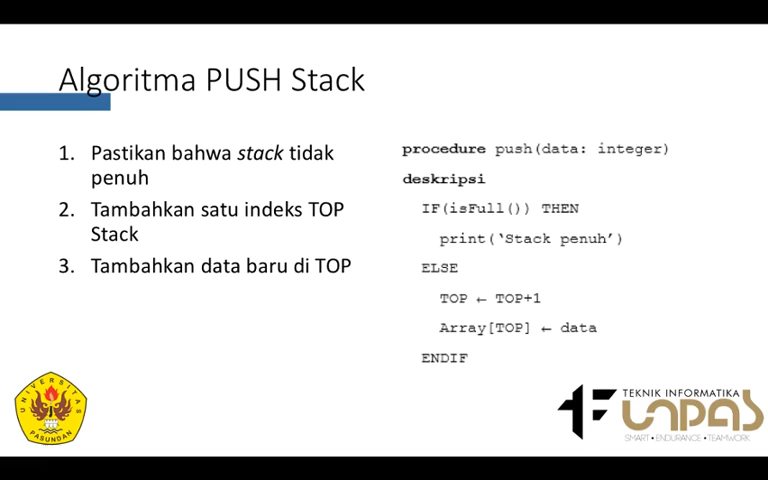 Algoritma PUSH Stack
1. Pastikan bahwa stack tidak
penuh
2. Tambahkan satu indeks TOP
Stack
3. Tambahkan data baru di TOP
procedure push(data: integer)
deskripsi
IF(isFull()) THEN
print(‘Stack penuh’)
ELSE
TOP ← TOP+1
Array[TOP] ← data
ENDIF
UNIVERSITAS
PASUNDAN
TEKNIK INFORMATIKA
UNPAS
SMART • ENDURANCE • TEAMWORK